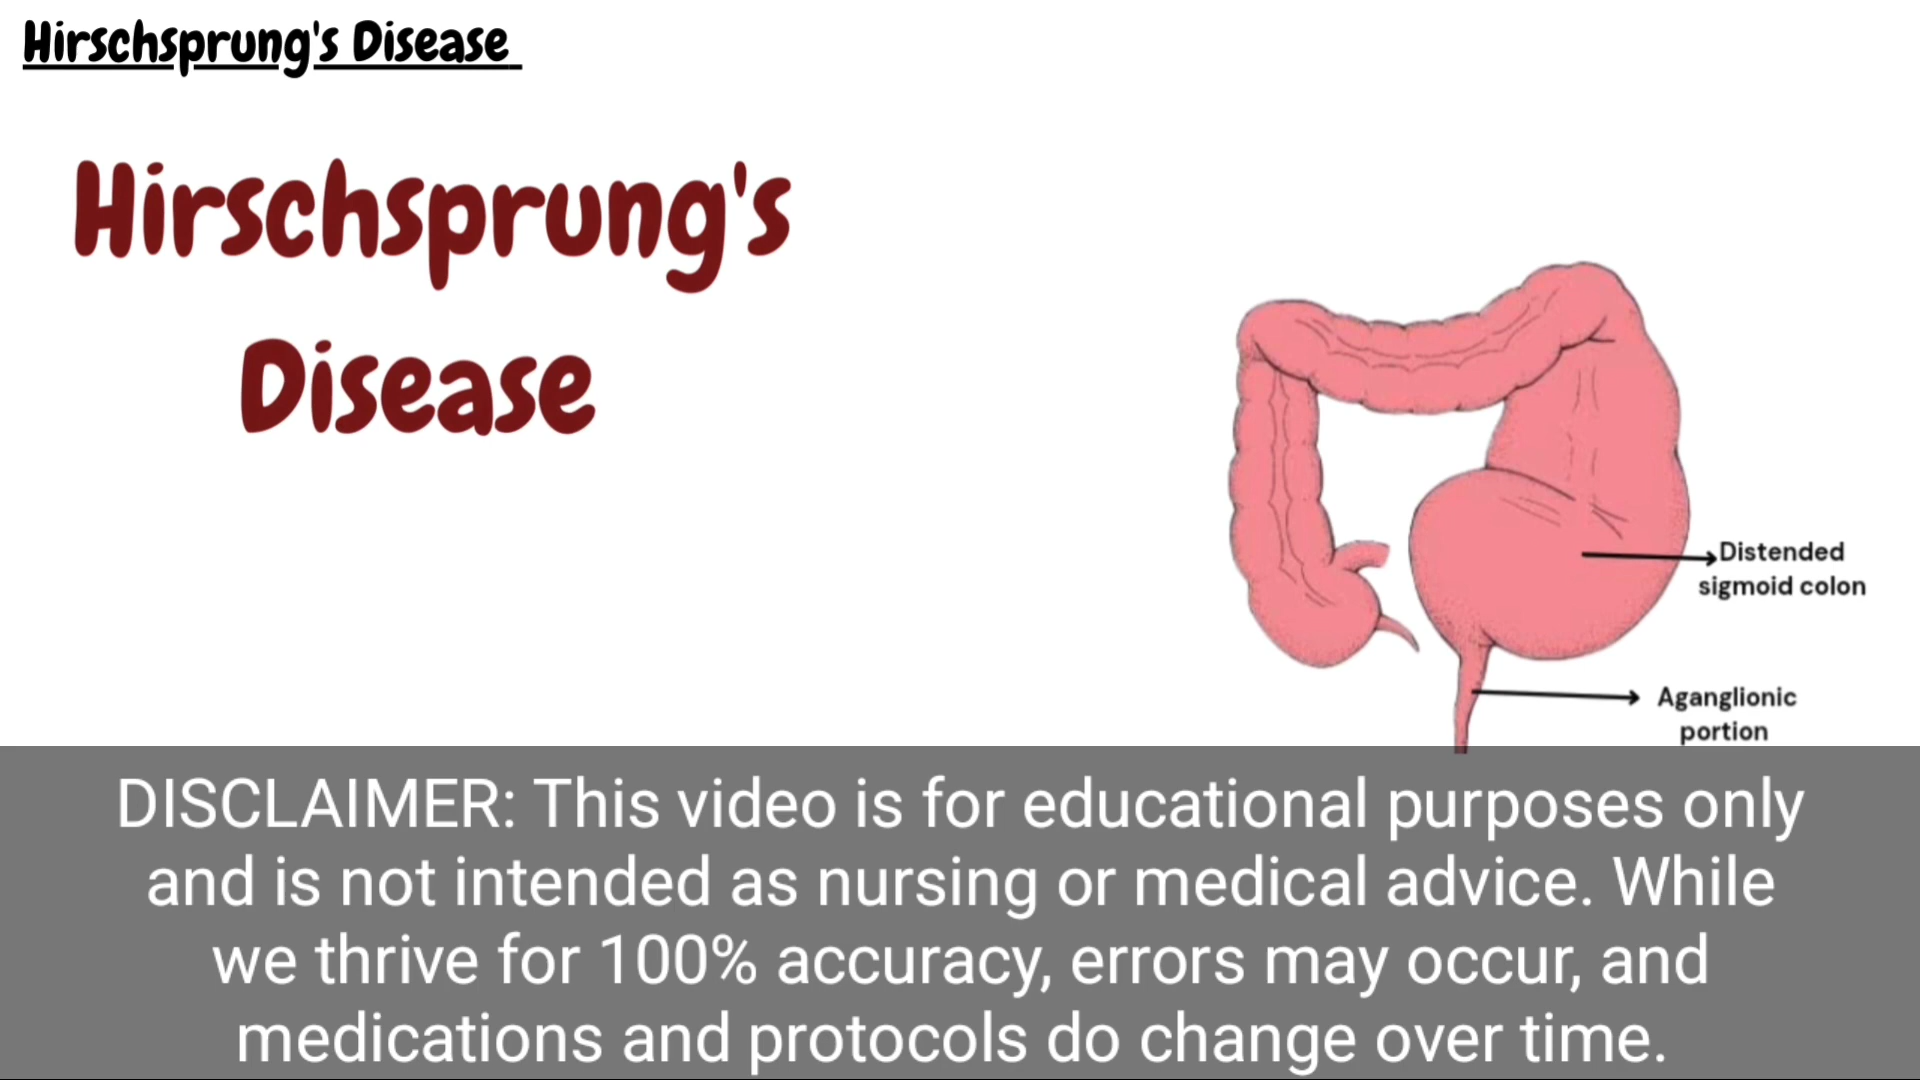 Hirschsprung's Disease
Hirschsprung's
Disease
Distended
sigmoid colon
Aganglionic
portion
DISCLAIMER: This video is for educational purposes only
and is not intended as nursing or medical advice. While
we thrive for 100% accuracy, errors may occur, and
medications and protocols do change over time.